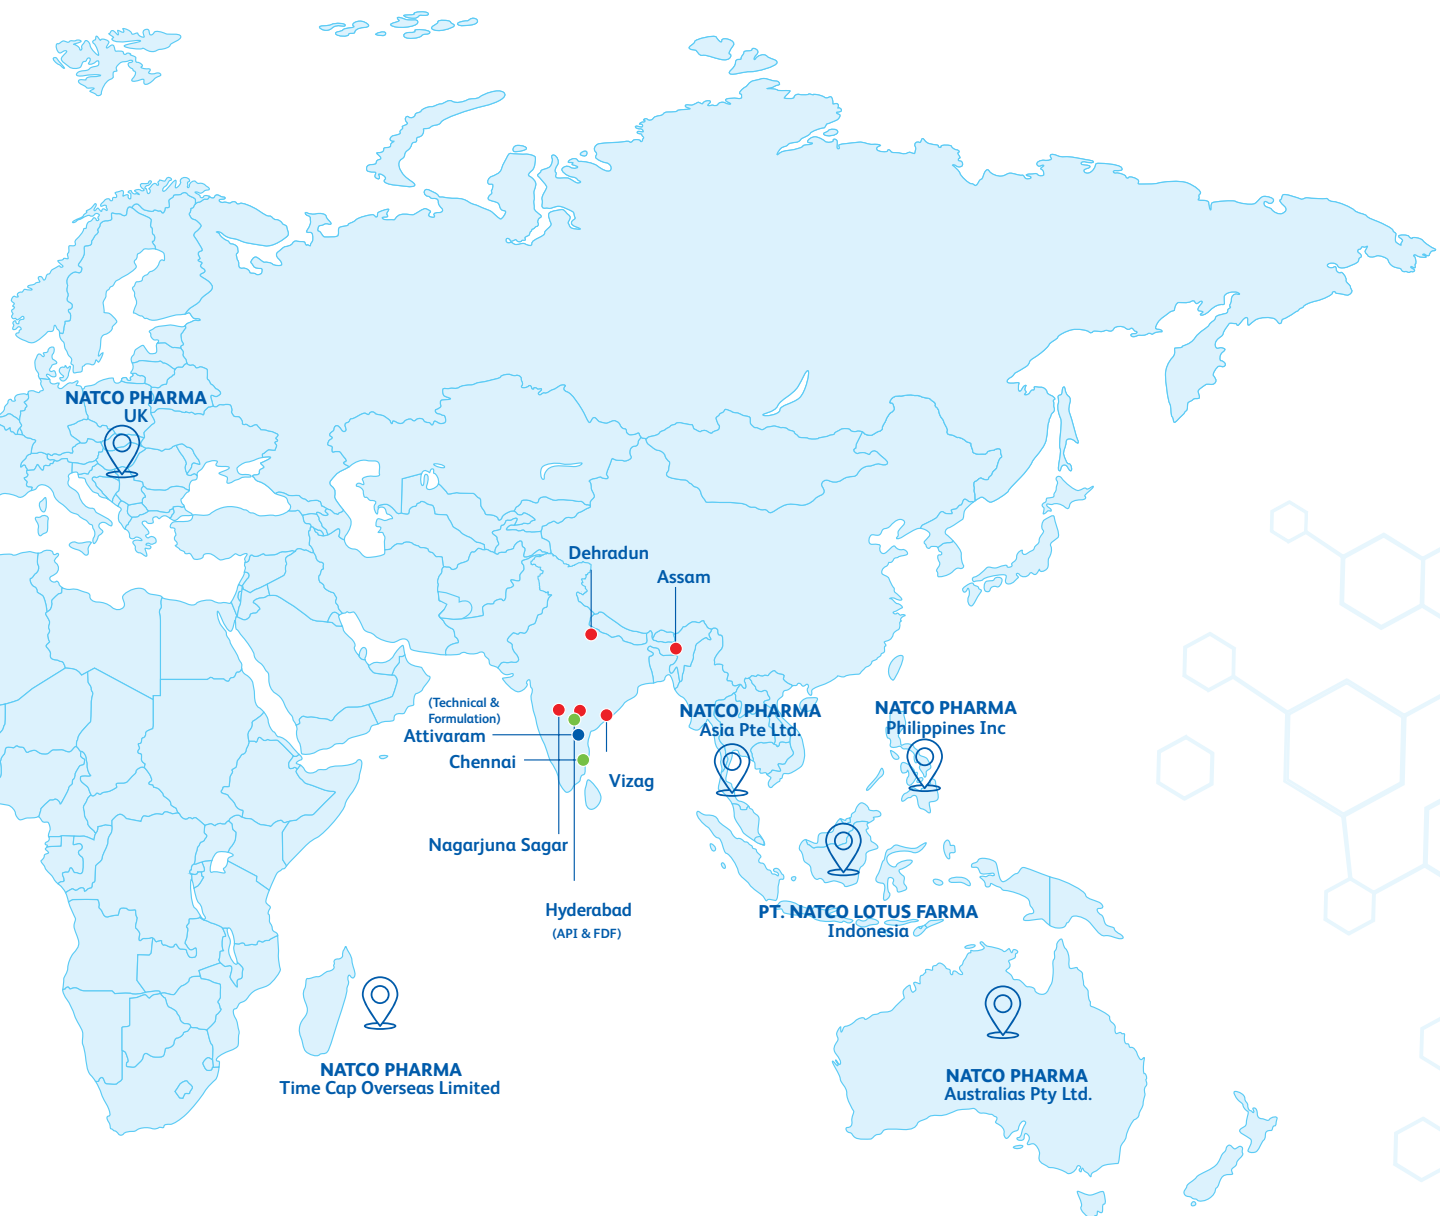 NATCO PHARMA
UK
Dehradun
Assam
(Technical &
Formulation)
Attivaram
Chennai
Vizag
Nagarjuna Sagar
Hyderabad
(API & FDF)
NATCO PHARMA
Asia Pte Ltd.
NATCO PHARMA
Philippines Inc
PT. NATCO LOTUS FARMA
Indonesia
NATCO PHARMA
Time Cap Overseas Limited
NATCO PHARMA
Australias Pty Ltd.